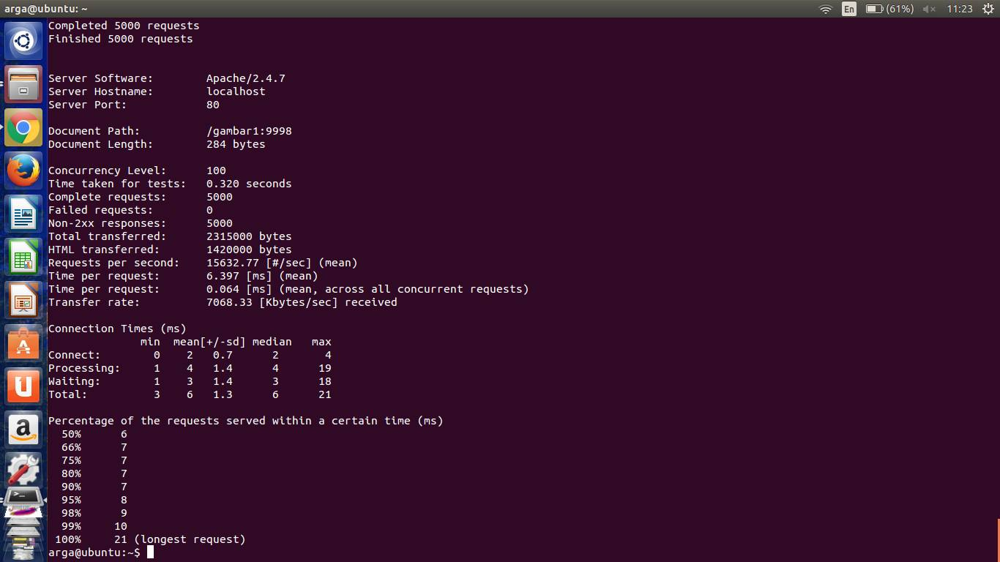 arga@ubuntu: ~
En
(61%)
11:23
Completed 5000 requests
Finished 5000 requests
Server Software: Apache/2.4.7
Server Hostname: localhost
Server Port: 80
Document Path: /gambar1:9998
Document Length: 284 bytes
Concurrency Level: 100
Time taken for tests: 0.320 seconds
Complete requests: 5000
Failed requests: 0
Non-2xx responses: 5000
Total transferred: 2315000 bytes
HTML transferred: 1420000 bytes
Requests per second: 15632.77 [#/sec] (mean)
Time per request: 6.397 [ms] (mean)
Time per request: 0.064 [ms] (mean, across all concurrent requests)
Transfer rate: 7068.33 [Kbytes/sec] received
Connection Times (ms)
min mean[+/-sd] median max
Connect: 0 2 0.7 2 4
Processing: 1 4 1.4 4 19
Waiting: 1 3 1.4 3 18
Total: 3 6 1.3 6 21
Percentage of the requests served within a certain time (ms)
50% 6
66% 7
75% 7
80% 7
90% 7
95% 8
98% 9
99% 10
100% 21 (longest request)
arga@ubuntu:~$